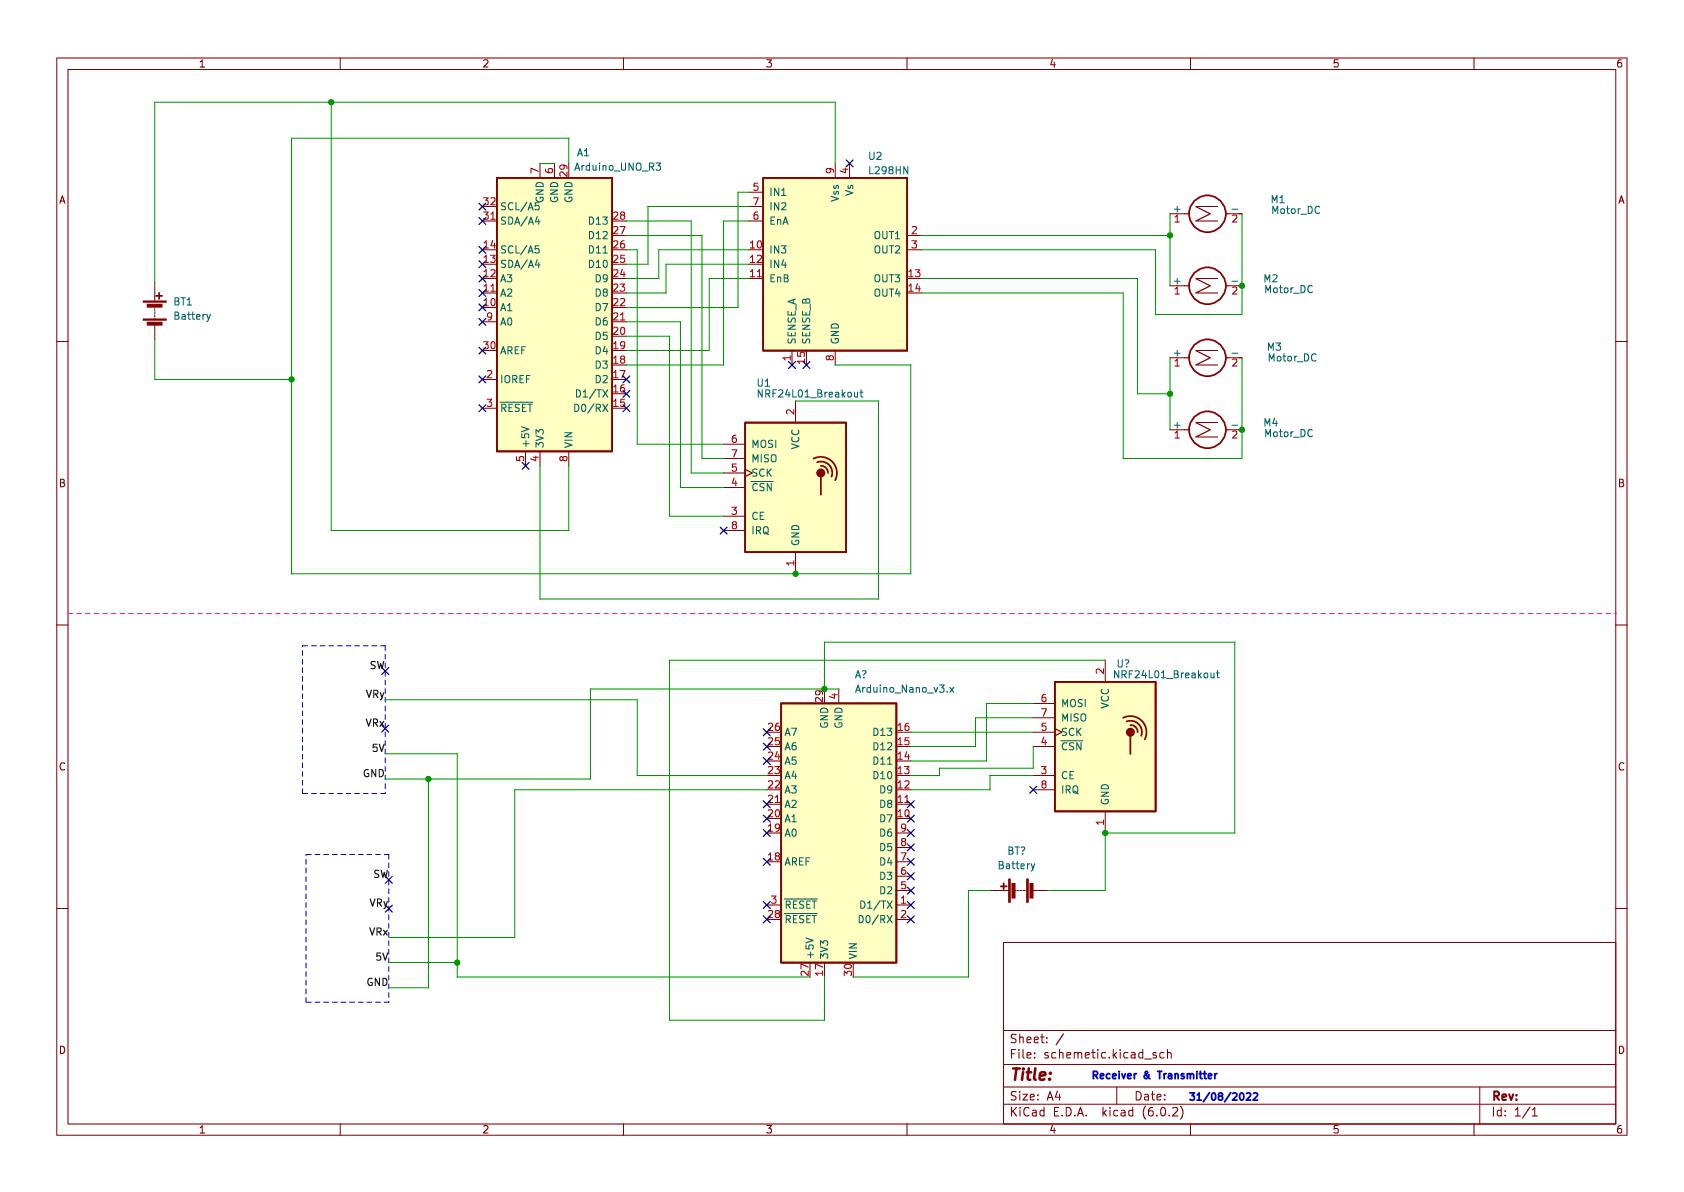 1 2 3 4 5 6
A
B
C
D
BT1
Battery
A1
Arduino_UNO_R3
7 6 29
GND GND GND
32 SCL/A5
31 SDA/A4
14 SCL/A5
13 SDA/A4
12 A3
11 A2
10 A1
9 A0
30 AREF
2 IOREF
3 RESET
D13 28
D12 27
D11 26
D10 25
D9 24
D8 23
D7 22
D6 21
D5 20
D4 19
D3 18
D2 17
D1/TX 16
D0/RX 15
+5V 3V3 VIN
5 4 8
U2
L298HN
9 4
Vss Vs
5 IN1
7 IN2
6 EnA
10 IN3
12 IN4
11 EnB
OUT1 2
OUT2 3
OUT3 13
OUT4 14
SENSE_A SENSE_B GND
1 15 8
U1
NRF24L01_Breakout
2
VCC
6 MOSI
7 MISO
5 SCK
4 CSN
3 CE
8 IRQ
GND
1
M1
Motor_DC
+ −
1 2
M2
Motor_DC
+ −
1 2
M3
Motor_DC
+ −
1 2
M4
Motor_DC
+ −
1 2
SW
VRy
VRx
5V
GND
SW
VRy
VRx
5V
GND
A?
Arduino_Nano_v3.x
29 4
GND GND
26 A7
25 A6
24 A5
23 A4
22 A3
21 A2
20 A1
19 A0
18 AREF
3 RESET
28 RESET
D13 16
D12 15
D11 14
D10 13
D9 12
D8 11
D7 10
D6 9
D5 8
D4 7
D3 6
D2 5
D1/TX 1
D0/RX 2
+5V 3V3 VIN
27 17 30
U?
NRF24L01_Breakout
2
VCC
6 MOSI
7 MISO
5 SCK
4 CSN
3 CE
8 IRQ
GND
1
BT?
Battery
Sheet: /
File: schemetic.kicad_sch
Title: Receiver & Transmitter
Size: A4 Date: 31/08/2022 Rev:
KiCad E.D.A. kicad (6.0.2) Id: 1/1
A
B
C
D
1 2 3 4 5 6